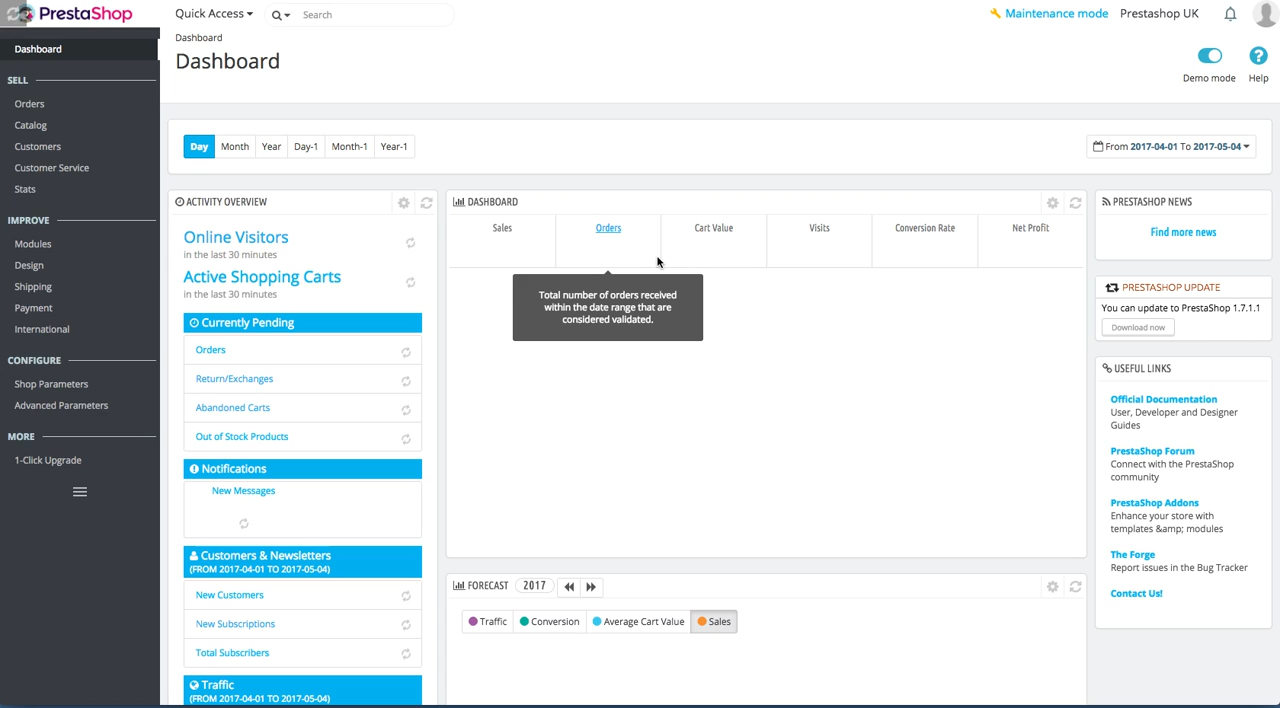 PrestaShop
Quick Access
Search
Maintenance mode
Prestashop UK
Dashboard
Dashboard
Demo mode
Help
Dashboard
SELL
Orders
Catalog
Customers
Customer Service
Stats
IMPROVE
Modules
Design
Shipping
Payment
International
CONFIGURE
Shop Parameters
Advanced Parameters
MORE
1-Click Upgrade
Day
Month
Year
Day-1
Month-1
Year-1
From 2017-04-01 To 2017-05-04
ACTIVITY OVERVIEW
Online Visitors
in the last 30 minutes
Active Shopping Carts
in the last 30 minutes
Currently Pending
Orders
Return/Exchanges
Abandoned Carts
Out of Stock Products
Notifications
New Messages
Customers & Newsletters
(FROM 2017-04-01 TO 2017-05-04)
New Customers
New Subscriptions
Total Subscribers
Traffic
(FROM 2017-04-01 TO 2017-05-04)
DASHBOARD
Sales
Orders
Cart Value
Visits
Conversion Rate
Net Profit
Total number of orders received
within the date range that are
considered validated.
FORECAST
2017
Traffic
Conversion
Average Cart Value
Sales
PRESTASHOP NEWS
Find more news
PRESTASHOP UPDATE
You can update to PrestaShop 1.7.1.1
Download now
USEFUL LINKS
Official Documentation
User, Developer and Designer
Guides
PrestaShop Forum
Connect with the PrestaShop
community
PrestaShop Addons
Enhance your store with
templates &amp; modules
The Forge
Report issues in the Bug Tracker
Contact Us!